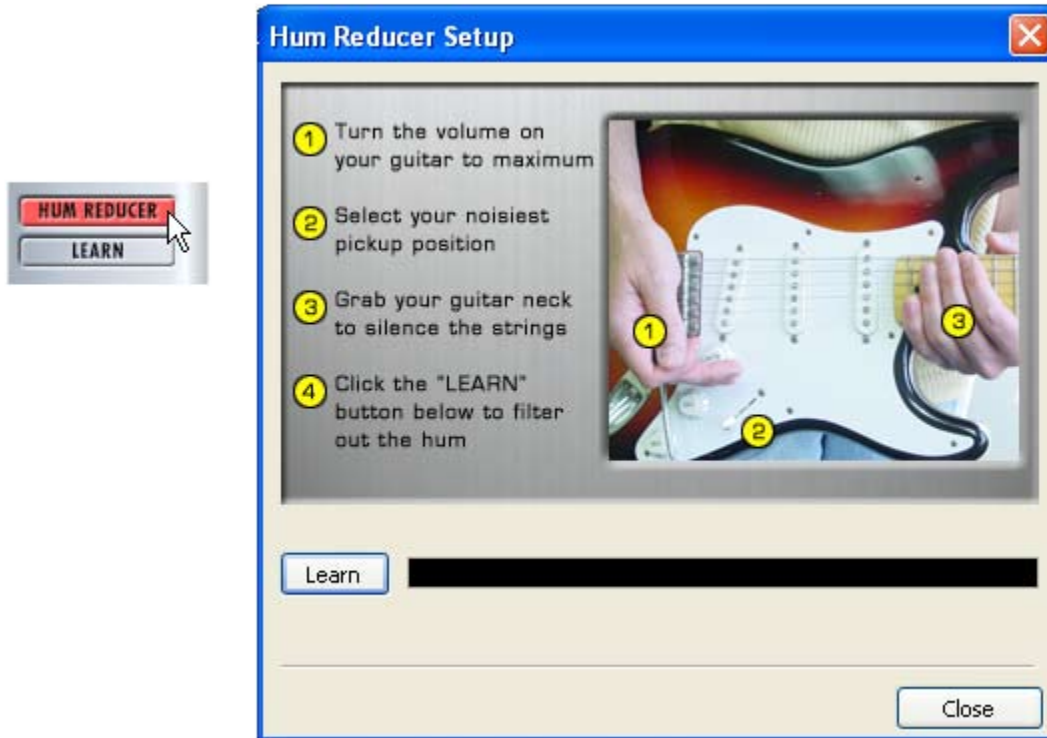 HUM REDUCER
LEARN
Hum Reducer Setup
1 Turn the volume on
your guitar to maximum
2 Select your noisiest
pickup position
3 Grab your guitar neck
to silence the strings
4 Click the "LEARN"
button below to filter
out the hum
1
3
2
Learn
Close